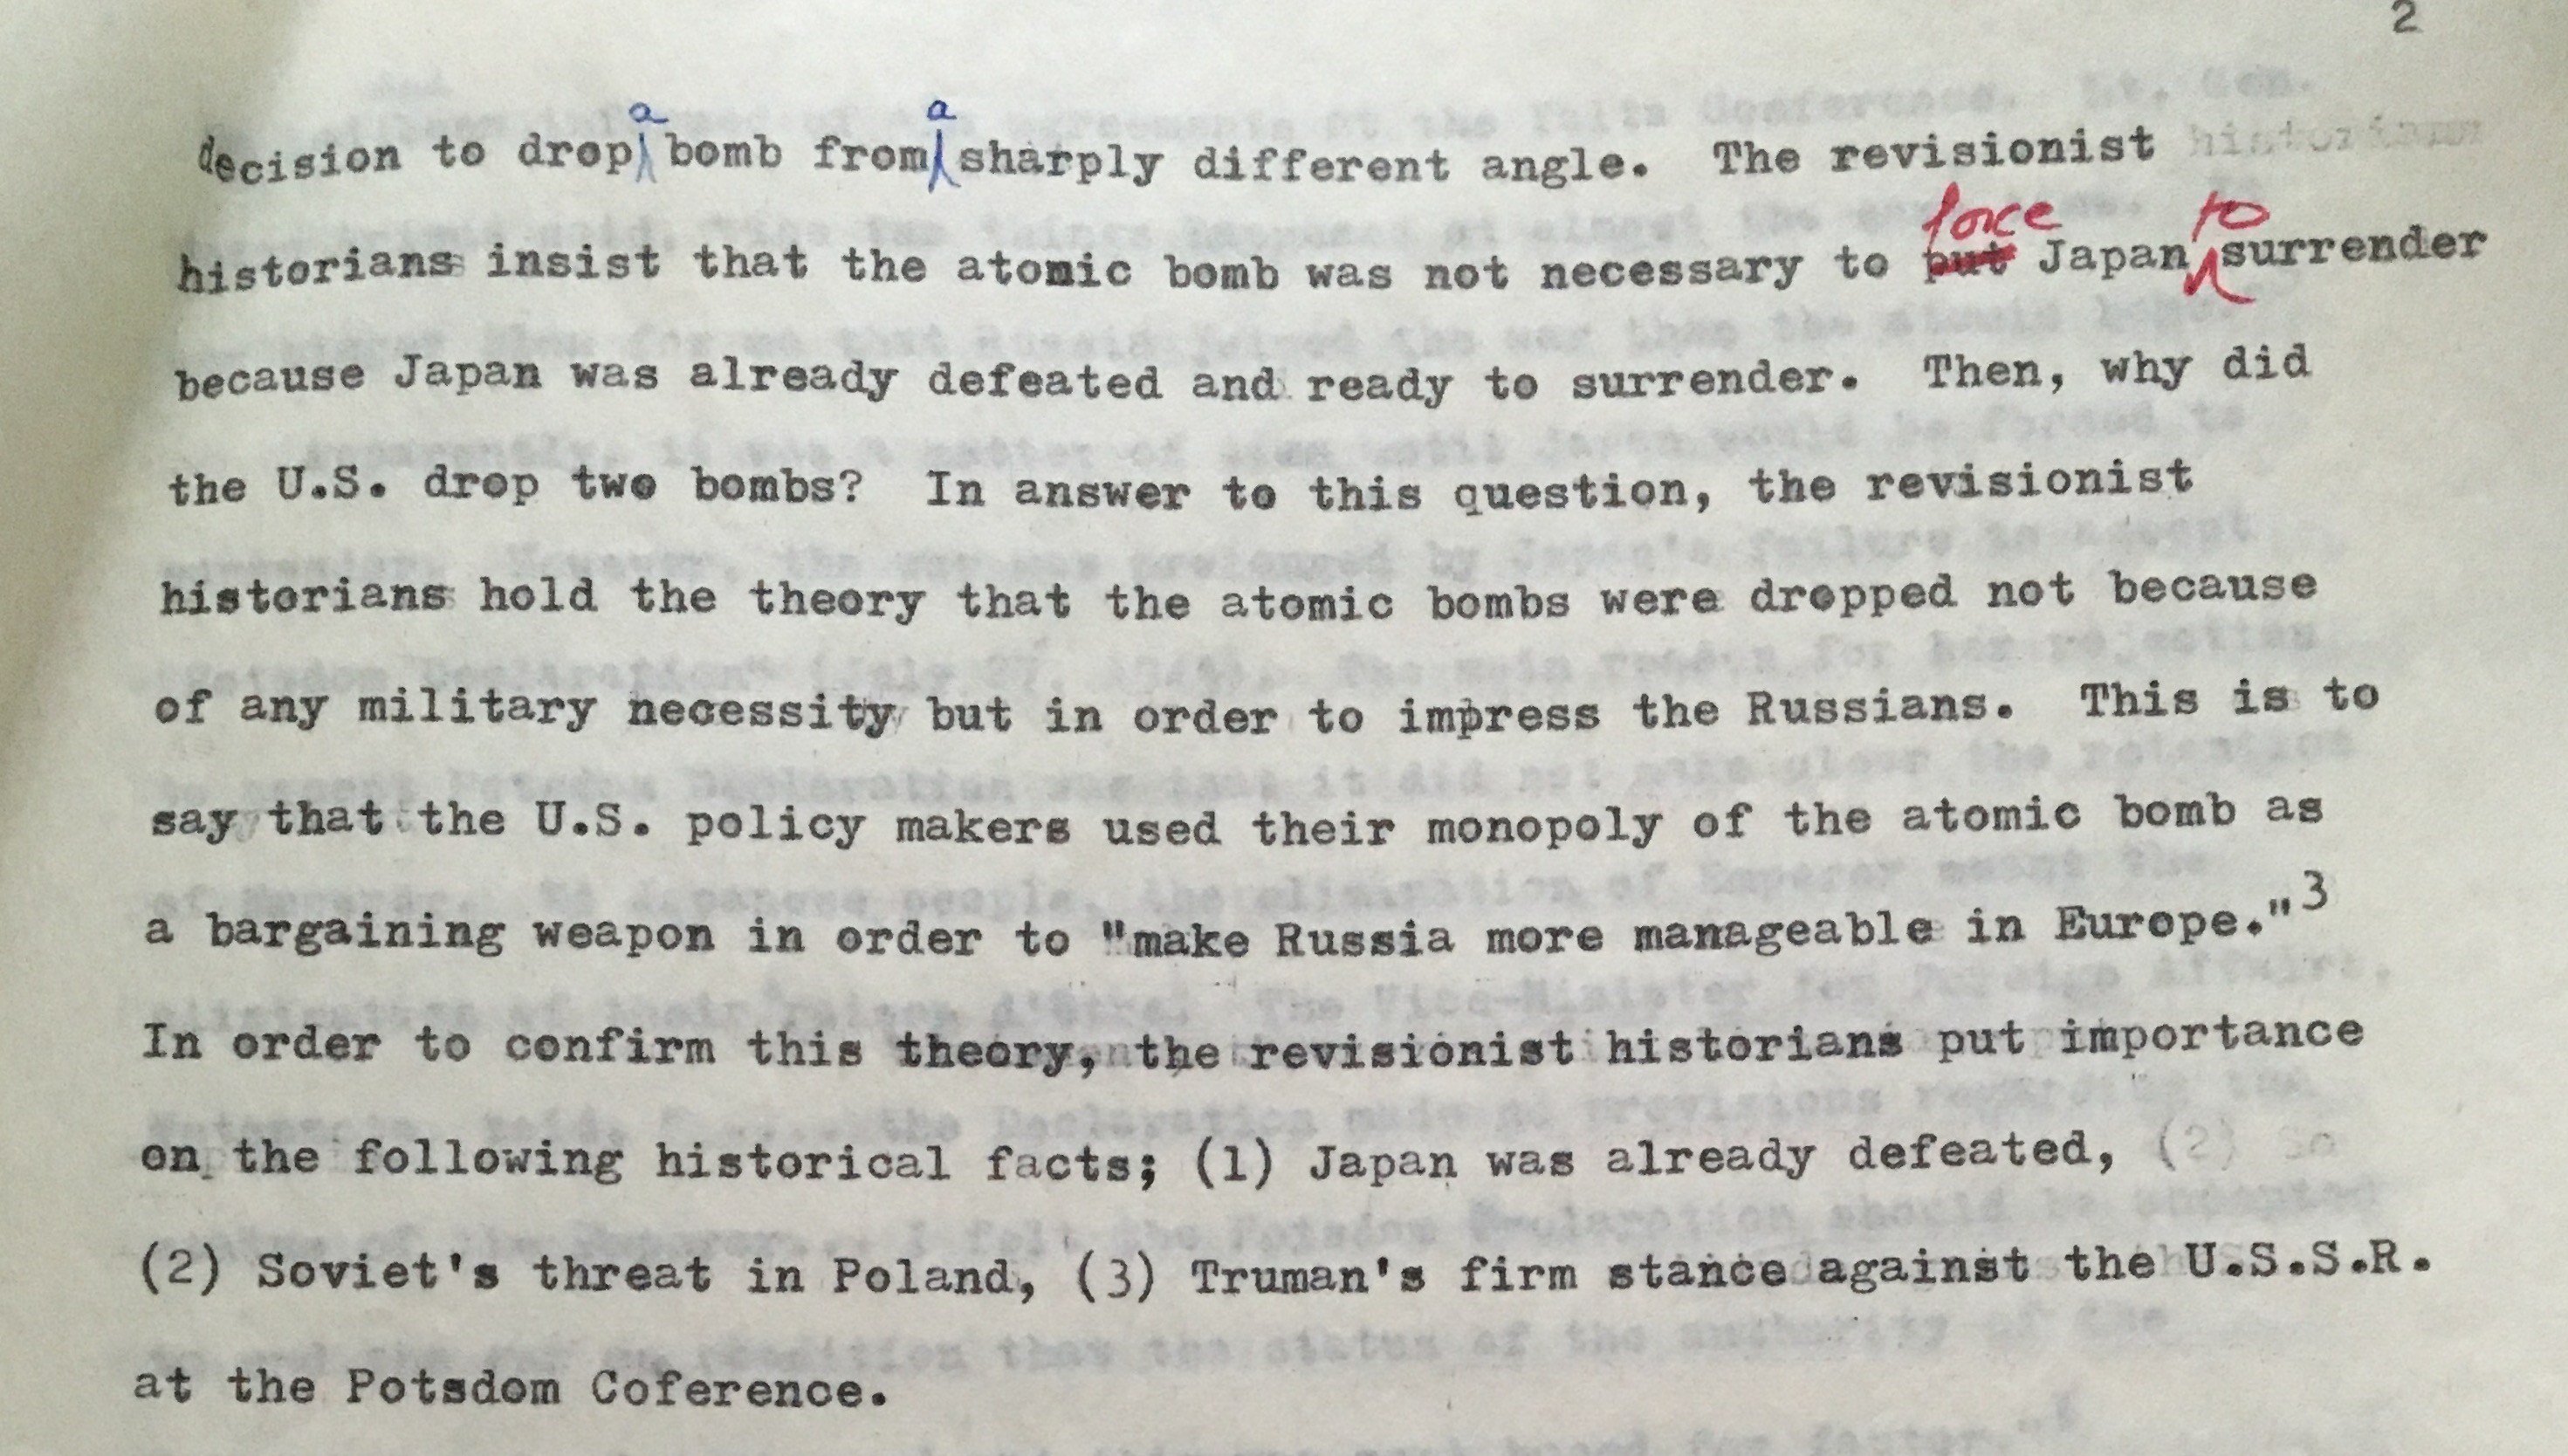 2
a a
decision to drop bomb from sharply different angle. The revisionist historians
force to
historians insist that the atomic bomb was not necessary to put Japan surrender
because Japan was already defeated and ready to surrender. Then, why did
the U.S. drop two bombs? In answer to this question, the revisionist
historians hold the theory that the atomic bombs were dropped not because
of any military necessity but in order to impress the Russians. This is to
say that the U.S. policy makers used their monopoly of the atomic bomb as
a bargaining weapon in order to "make Russia more manageable in Europe."3
In order to confirm this theory, the revisionist historians put importance
on the following historical facts; (1) Japan was already defeated, (2)
(2) Soviet's threat in Poland, (3) Truman's firm stance against the U.S.S.R.
at the Potsdom Coference.